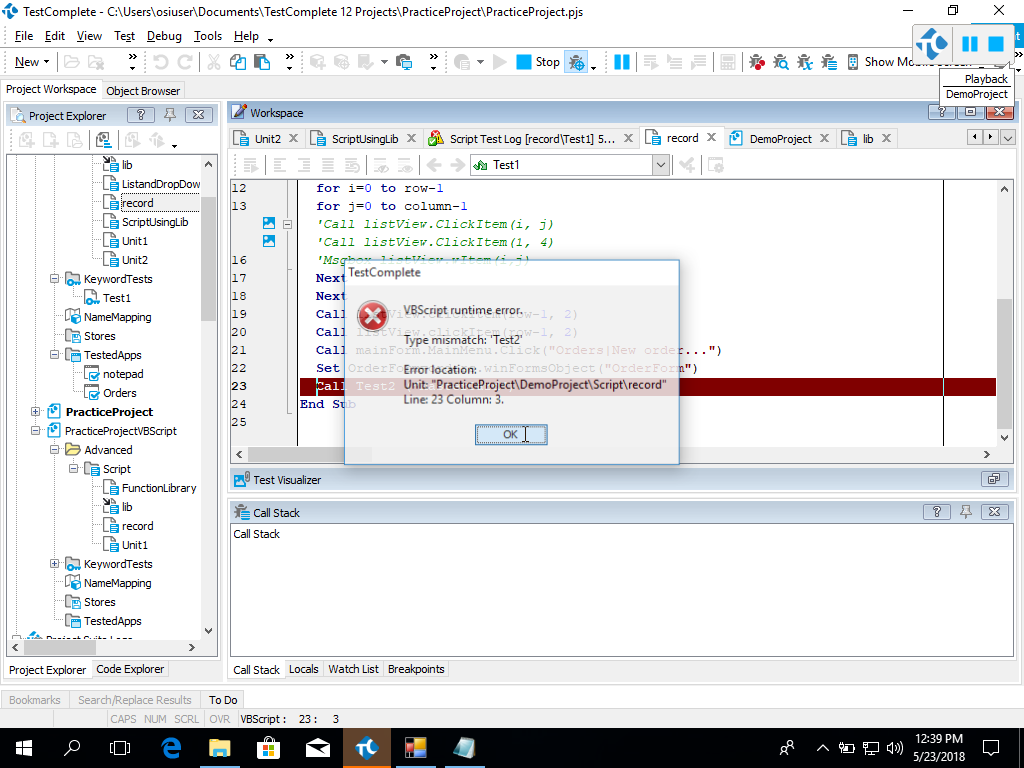 TestComplete - C:\Users\osiuser\Documents\TestComplete 12 Projects\PracticeProject\PracticeProject.pjs
File Edit View Test Debug Tools Help
New Stop Show Mo
Playback
DemoProject
Project Workspace Object Browser
Project Explorer
lib
ListandDropDow
record
ScriptUsingLib
Unit1
Unit2
KeywordTests
Test1
NameMapping
Stores
TestedApps
notepad
Orders
PracticeProject
PracticeProjectVBScript
Advanced
Script
FunctionLibrary
lib
record
Unit1
KeywordTests
NameMapping
Stores
TestedApps
Project Suite Logs
Project Explorer Code Explorer
Workspace
Unit2 ScriptUsingLib Script Test Log [record\Test1] 5... record DemoProject lib
Test1
12 for i=0 to row-1
13 for j=0 to column-1
'Call listView.ClickItem(i, j)
'Call listView.ClickItem(1, 4)
16 'Msgbox listView.wItem(i,j)
17 Next
18 Next
19 Call listView.ClickItem(row-1, 2)
20 Call listView.clickItem(row-1, 2)
21 Call mainForm.MainMenu.Click("Orders|New order...")
22 Set OrderForm .winFormsObject("OrderForm")
23 Call Test2
24 End Sub
25
TestComplete
VBScript runtime error.
Type mismatch: 'Test2'
Error location:
Unit: "PracticeProject\DemoProject\Script\record"
Line: 23 Column: 3.
OK
Test Visualizer
Call Stack
Call Stack
Call Stack Locals Watch List Breakpoints
Bookmarks Search/Replace Results To Do
CAPS NUM SCRL OVR VBScript : 23 : 3
12:39 PM
5/23/2018